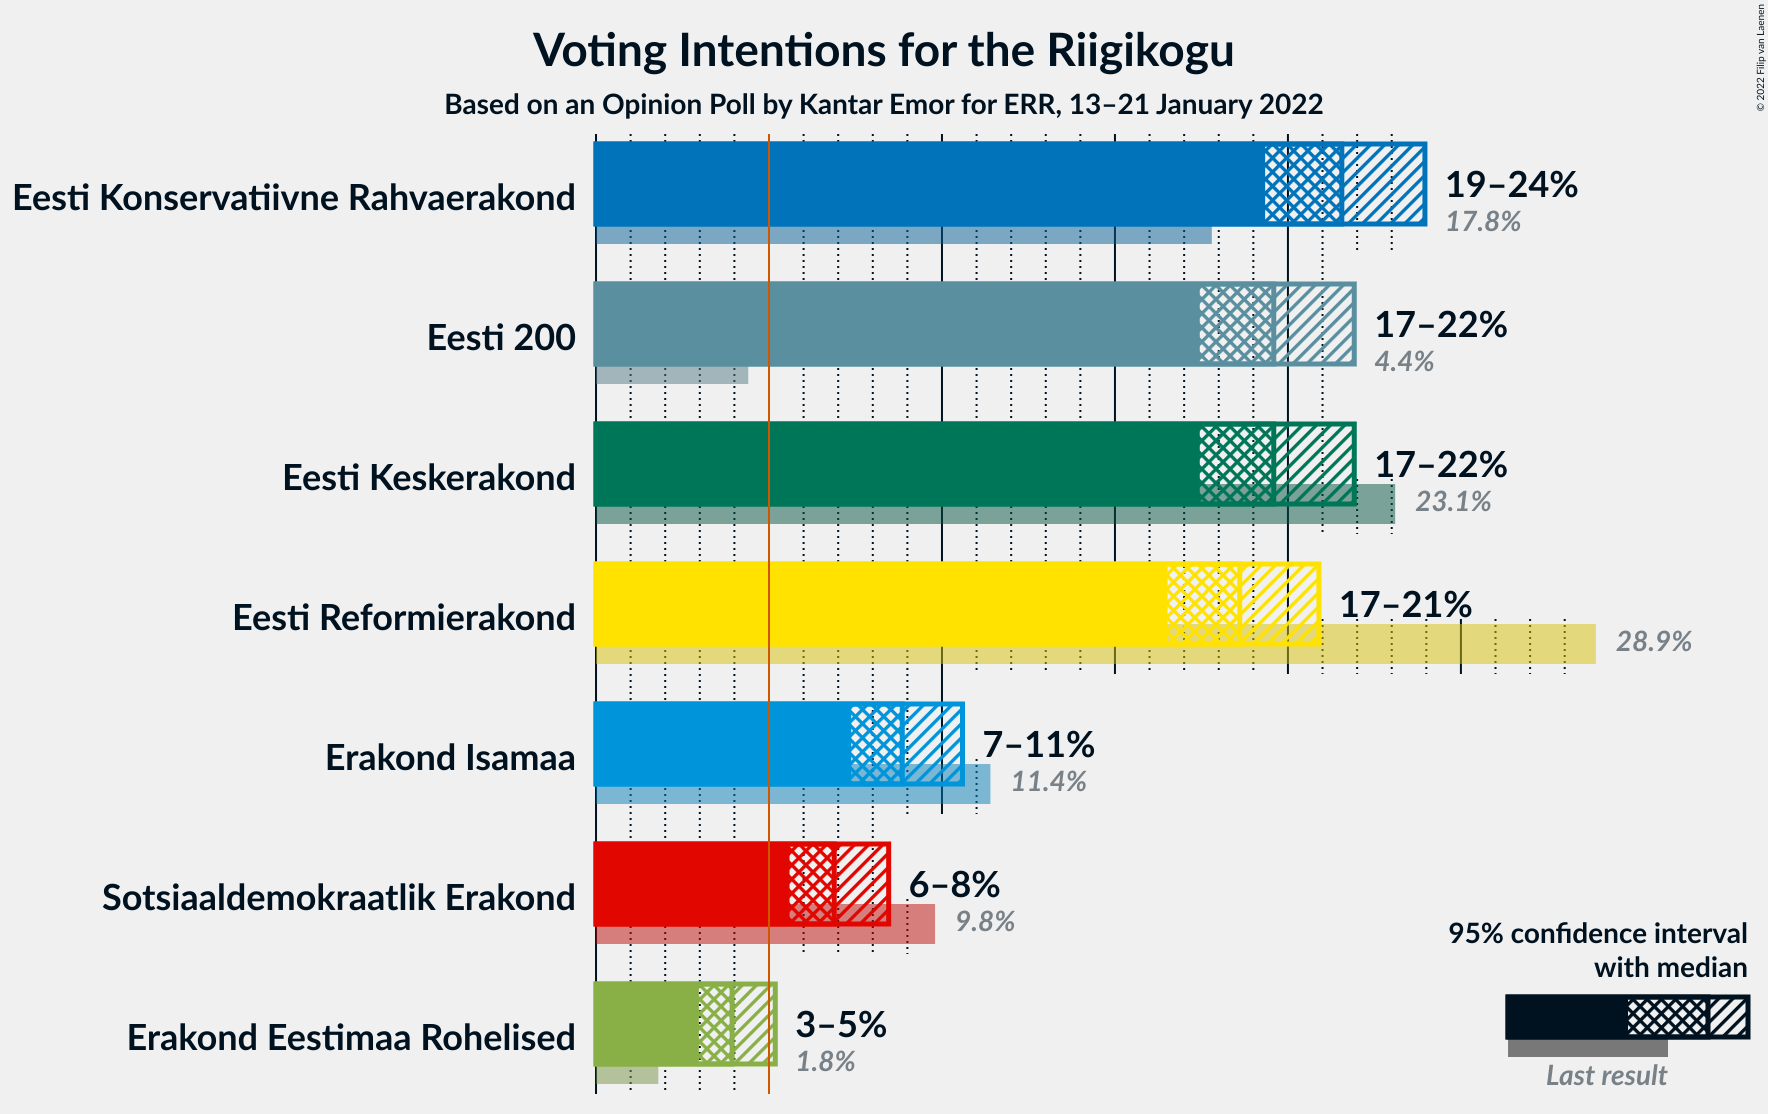 Voting Intentions for the Riigikogu
Based on an Opinion Poll by Kantar Emor for ERR, 13–21 January 2022
© 2022 Filip van Laenen
Eesti Konservatiivne Rahvaerakond
19–24%
17.8%
Eesti 200
17–22%
4.4%
Eesti Keskerakond
17–22%
23.1%
Eesti Reformierakond
17–21%
28.9%
Erakond Isamaa
7–11%
11.4%
Sotsiaaldemokraatlik Erakond
6–8%
9.8%
Erakond Eestimaa Rohelised
3–5%
1.8%
95% confidence interval
with median
Last result